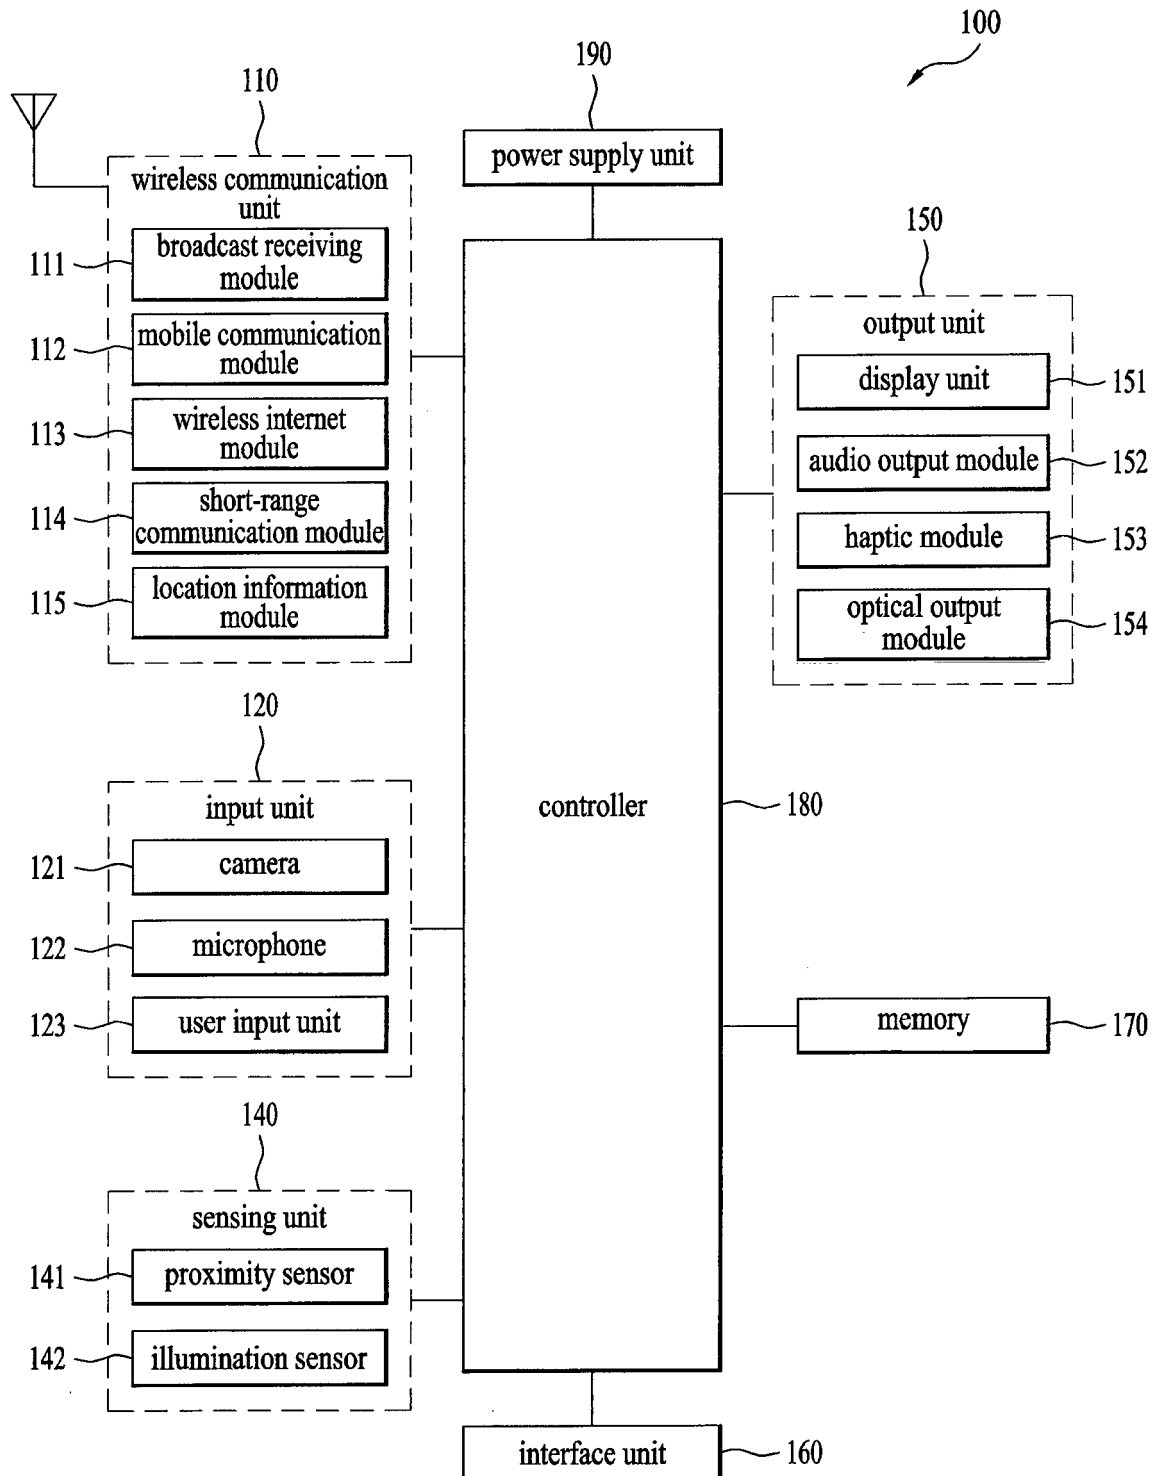 100
190
power supply unit
110
wireless communication
unit
111
broadcast receiving
module
112
mobile communication
module
113
wireless internet
module
114
short-range
communication module
115
location information
module
120
input unit
121
camera
122
microphone
123
user input unit
140
sensing unit
141
proximity sensor
142
illumination sensor
controller
180
150
output unit
display unit
151
audio output module
152
haptic module
153
optical output
module
154
memory
170
interface unit
160